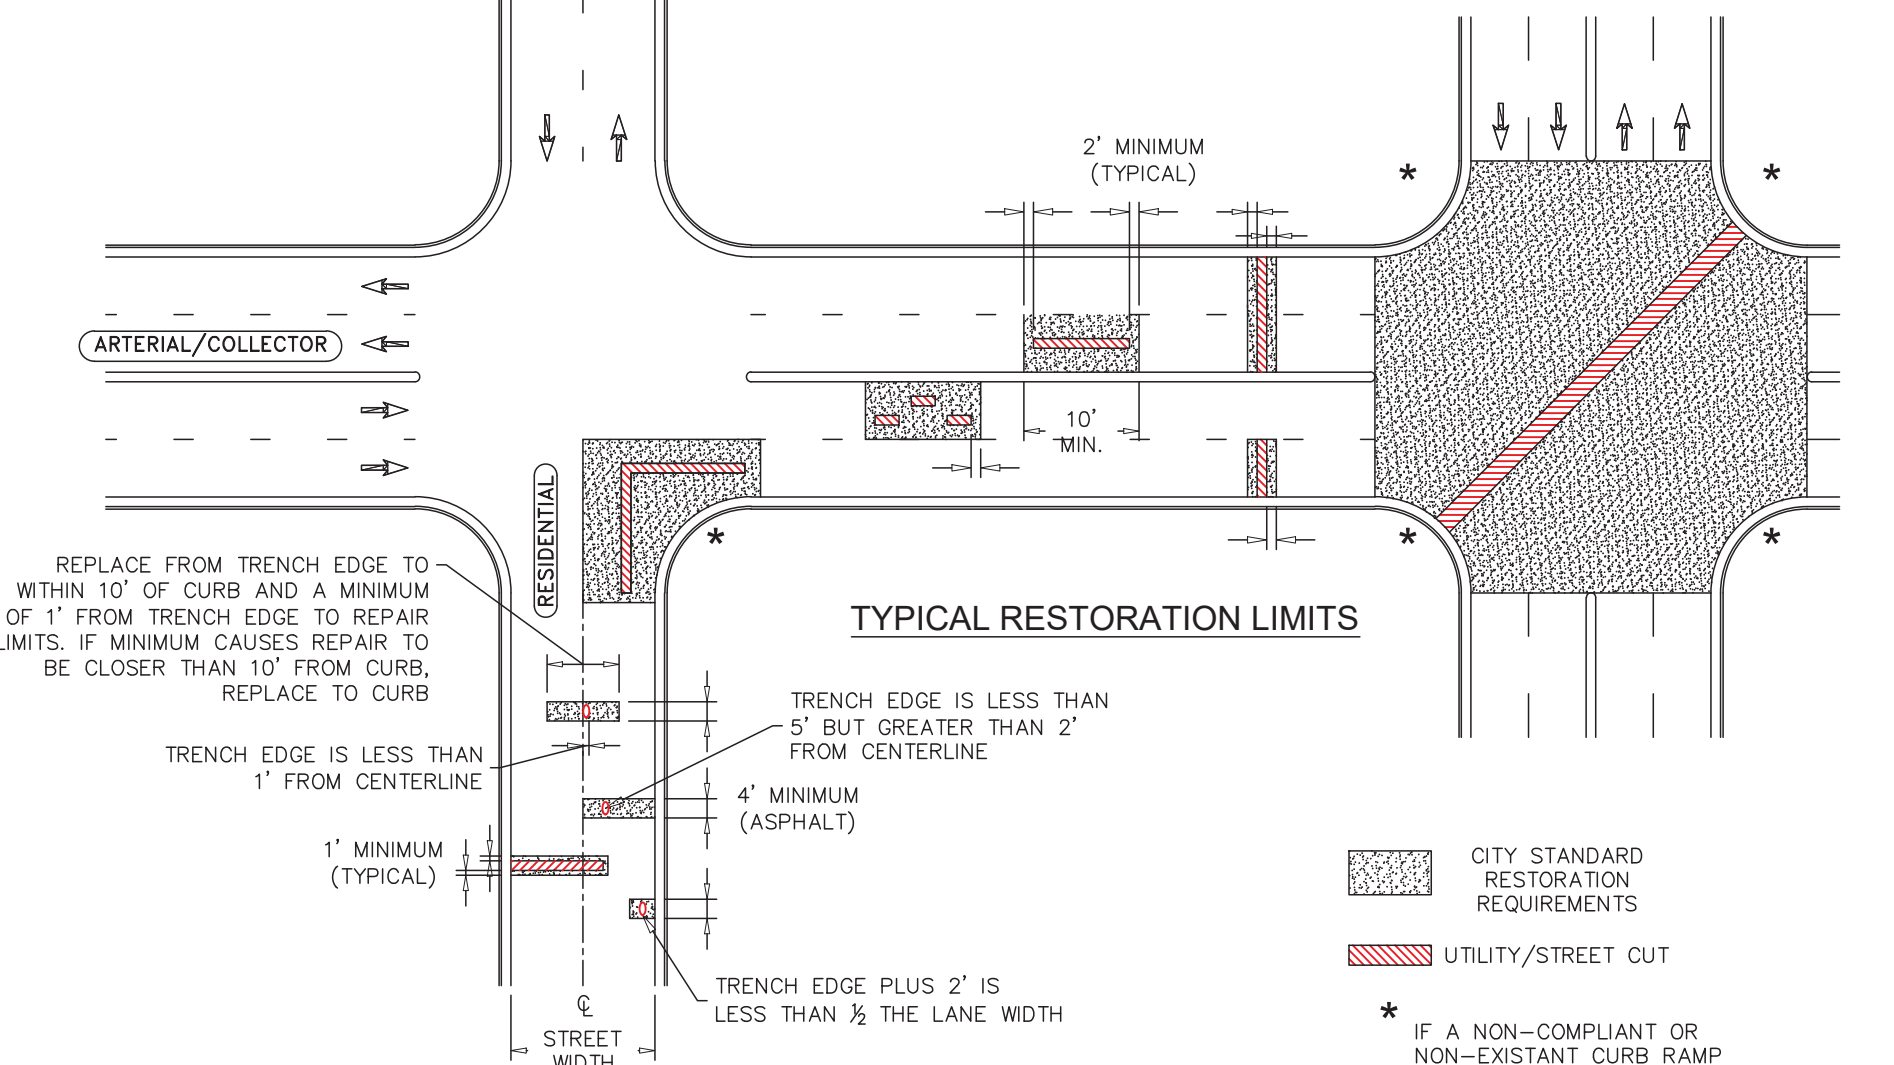 2' MINIMUM
(TYPICAL)
*
*
ARTERIAL/COLLECTOR
10'
MIN.
RESIDENTIAL
*
*
*
REPLACE FROM TRENCH EDGE TO
WITHIN 10' OF CURB AND A MINIMUM
OF 1' FROM TRENCH EDGE TO REPAIR
LIMITS. IF MINIMUM CAUSES REPAIR TO
BE CLOSER THAN 10' FROM CURB,
REPLACE TO CURB
TYPICAL RESTORATION LIMITS
TRENCH EDGE IS LESS THAN
5' BUT GREATER THAN 2'
FROM CENTERLINE
TRENCH EDGE IS LESS THAN
1' FROM CENTERLINE
4' MINIMUM
(ASPHALT)
1' MINIMUM
(TYPICAL)
TRENCH EDGE PLUS 2' IS
LESS THAN ½ THE LANE WIDTH
℄
STREET
WIDTH
CITY STANDARD
RESTORATION
REQUIREMENTS
UTILITY/STREET CUT
*
IF A NON-COMPLIANT OR
NON-EXISTANT CURB RAMP